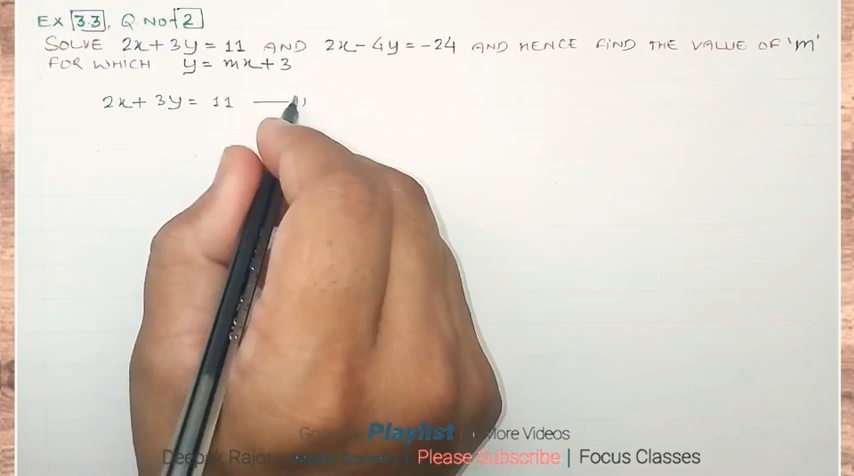 EX 3.3, Q NO- 2
SOLVE 2x + 3y = 11 AND 2x - 4y = -24 AND HENCE FIND THE VALUE OF 'm'
FOR WHICH y = mx + 3
2x + 3y = 11
Playlist For More Videos
Please Subscribe | Focus Classes